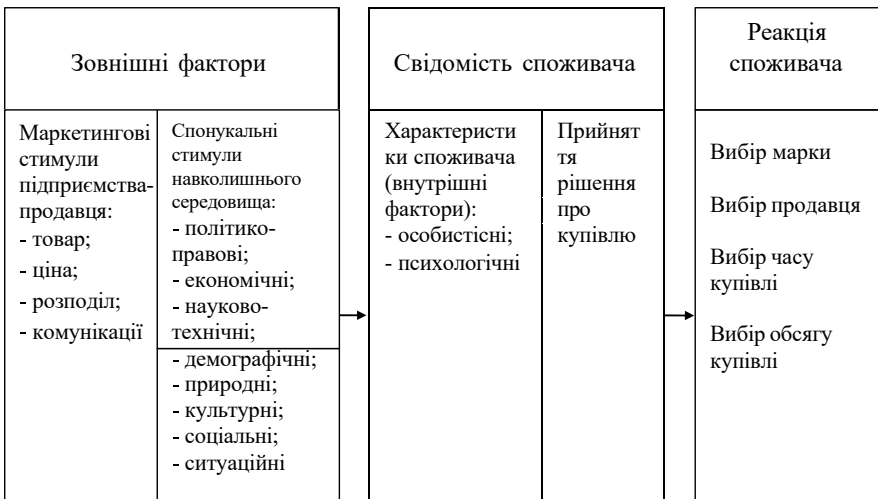 Зовнішні фактори
Маркетингові
стимули
підприємства-
продавця:
- товар;
- ціна;
- розподіл;
- комунікації
Спонукальні
стимули
навколишнього
середовища:
- політико-
правові;
- економічні;
- науково-
технічні;
- демографічні;
- природні;
- культурні;
- соціальні;
- ситуаційні
Свідомість споживача
Характеристи
ки споживача
(внутрішні
фактори):
- особистісні;
- психологічні
Прийнят
тя
рішення
про
купівлю
Реакція
споживача
Вибір марки
Вибір продавця
Вибір часу
купівлі
Вибір обсягу
купівлі